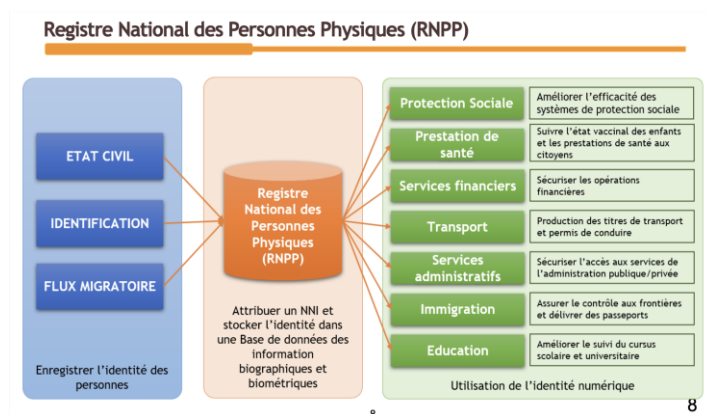 Registre National des Personnes Physiques (RNPP)
ETAT CIVIL
IDENTIFICATION
FLUX MIGRATOIRE
Enregistrer l'identité des
personnes
Registre
National des
Personnes
Physiques
(RNPP)
Attribuer un NNI et
stocker l'identité dans
une Base de données des
information
biographiques et
biométriques
Protection Sociale
Améliorer l'efficacité des
systèmes de protection sociale
Prestation de
santé
Suivre l'état vaccinal des enfants
et les prestations de santé aux
citoyens
Services financiers
Sécuriser les opérations
financières
Transport
Production des titres de transport
et permis de conduire
Services
administratifs
Sécuriser l'accès aux services de
l'administration publique/privée
Immigration
Assurer le contrôle aux frontières
et délivrer des passeports
Education
Améliorer le suivi du cursus
scolaire et universitaire
Utilisation de l'identité numérique
8